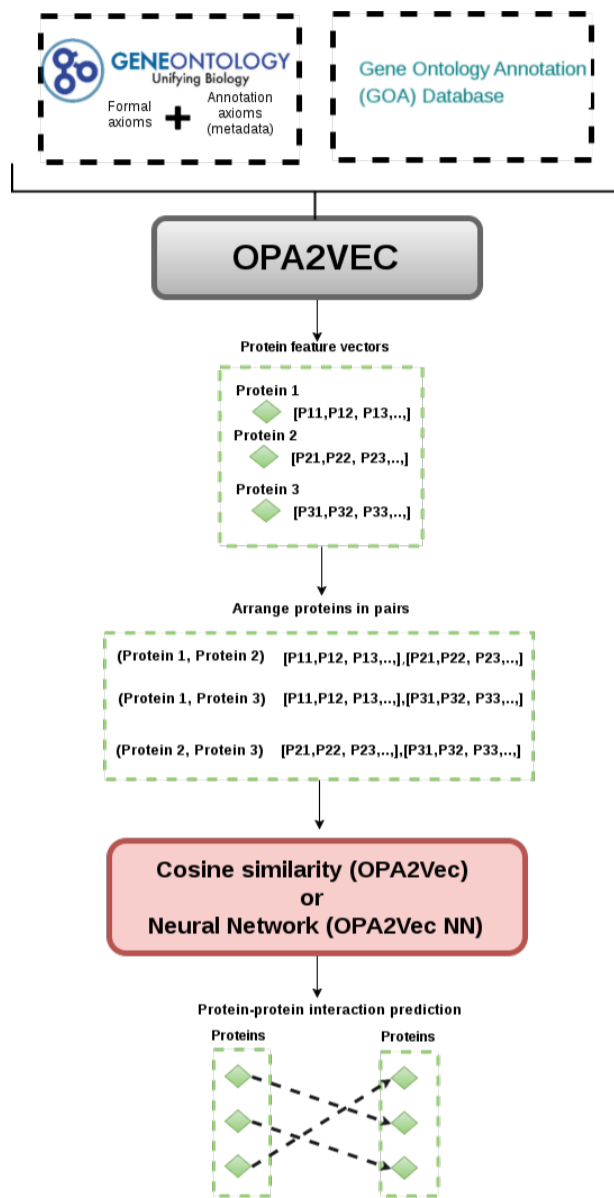 GENEONTOLOGY
Unifying Biology
Formal
axioms
+
Annotation
axioms
(metadata)
Gene Ontology Annotation
(GOA) Database
OPA2VEC
Protein feature vectors
Protein 1
[P11,P12, P13,..,]
Protein 2
[P21,P22, P23,..,]
Protein 3
[P31,P32, P33,..,]
Arrange proteins in pairs
(Protein 1, Protein 2) [P11,P12, P13,..,],[P21,P22, P23,..,]
(Protein 1, Protein 3) [P11,P12, P13,..,],[P31,P32, P33,..,]
(Protein 2, Protein 3) [P21,P22, P23,..,],[P31,P32, P33,..,]
Cosine similarity (OPA2Vec)
or
Neural Network (OPA2Vec NN)
Protein-protein interaction prediction
Proteins Proteins